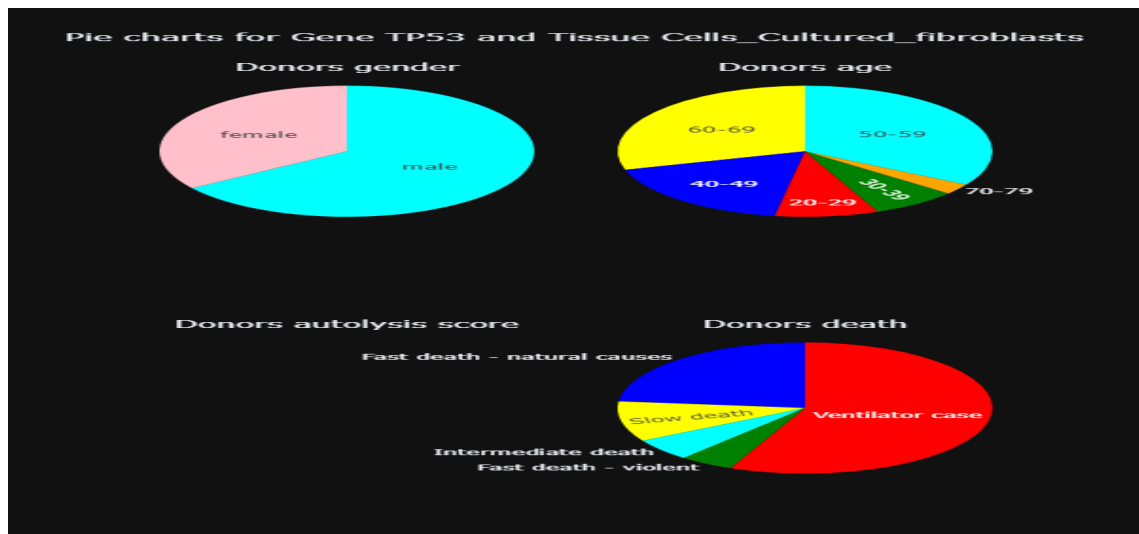 Pie charts for Gene TP53 and Tissue Cells_Cultured_fibroblasts
Donors gender
female
male
Donors age
60-69
50-59
40-49
20-29
30-39
70-79
Donors autolysis score
Donors death
Fast death - natural causes
Slow death
Ventilator case
Intermediate death
Fast death - violent